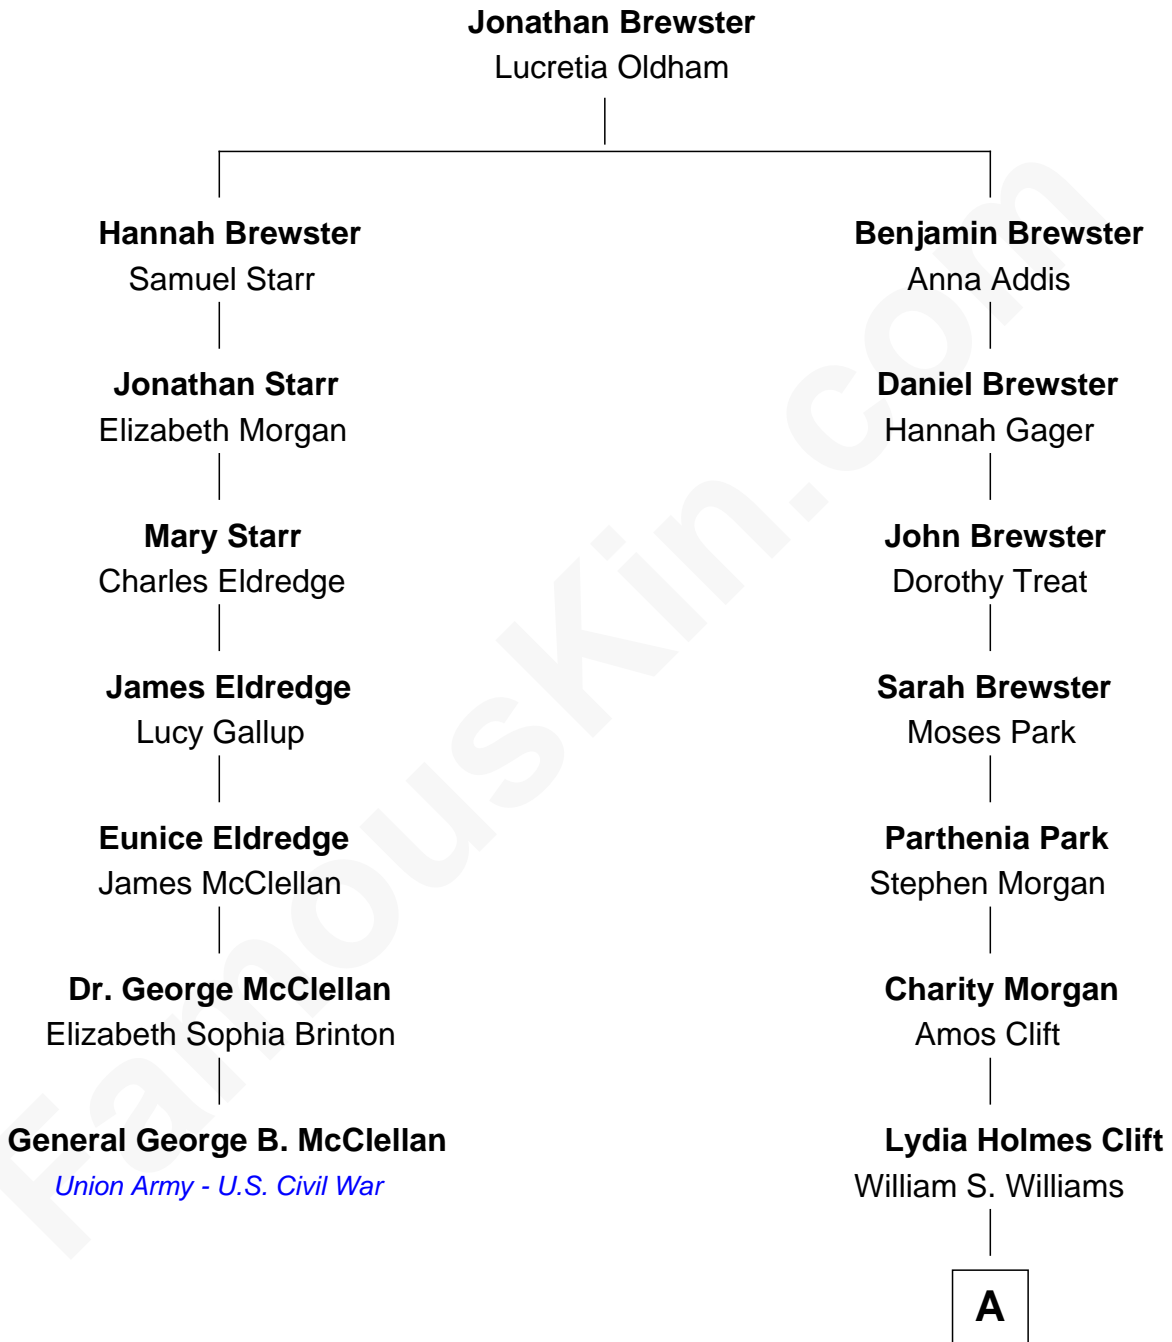 Jonathan Brewster
Lucretia Oldham
Hannah Brewster
Samuel Starr
Benjamin Brewster
Anna Addis
Jonathan Starr
Elizabeth Morgan
Daniel Brewster
Hannah Gager
Mary Starr
Charles Eldredge
John Brewster
Dorothy Treat
James Eldredge
Lucy Gallup
Sarah Brewster
Moses Park
Eunice Eldredge
James McClellan
Parthenia Park
Stephen Morgan
Dr. George McClellan
Elizabeth Sophia Brinton
Charity Morgan
Amos Clift
General George B. McClellan
Union Army - U.S. Civil War
Lydia Holmes Clift
William S. Williams
A
FamousKin.com